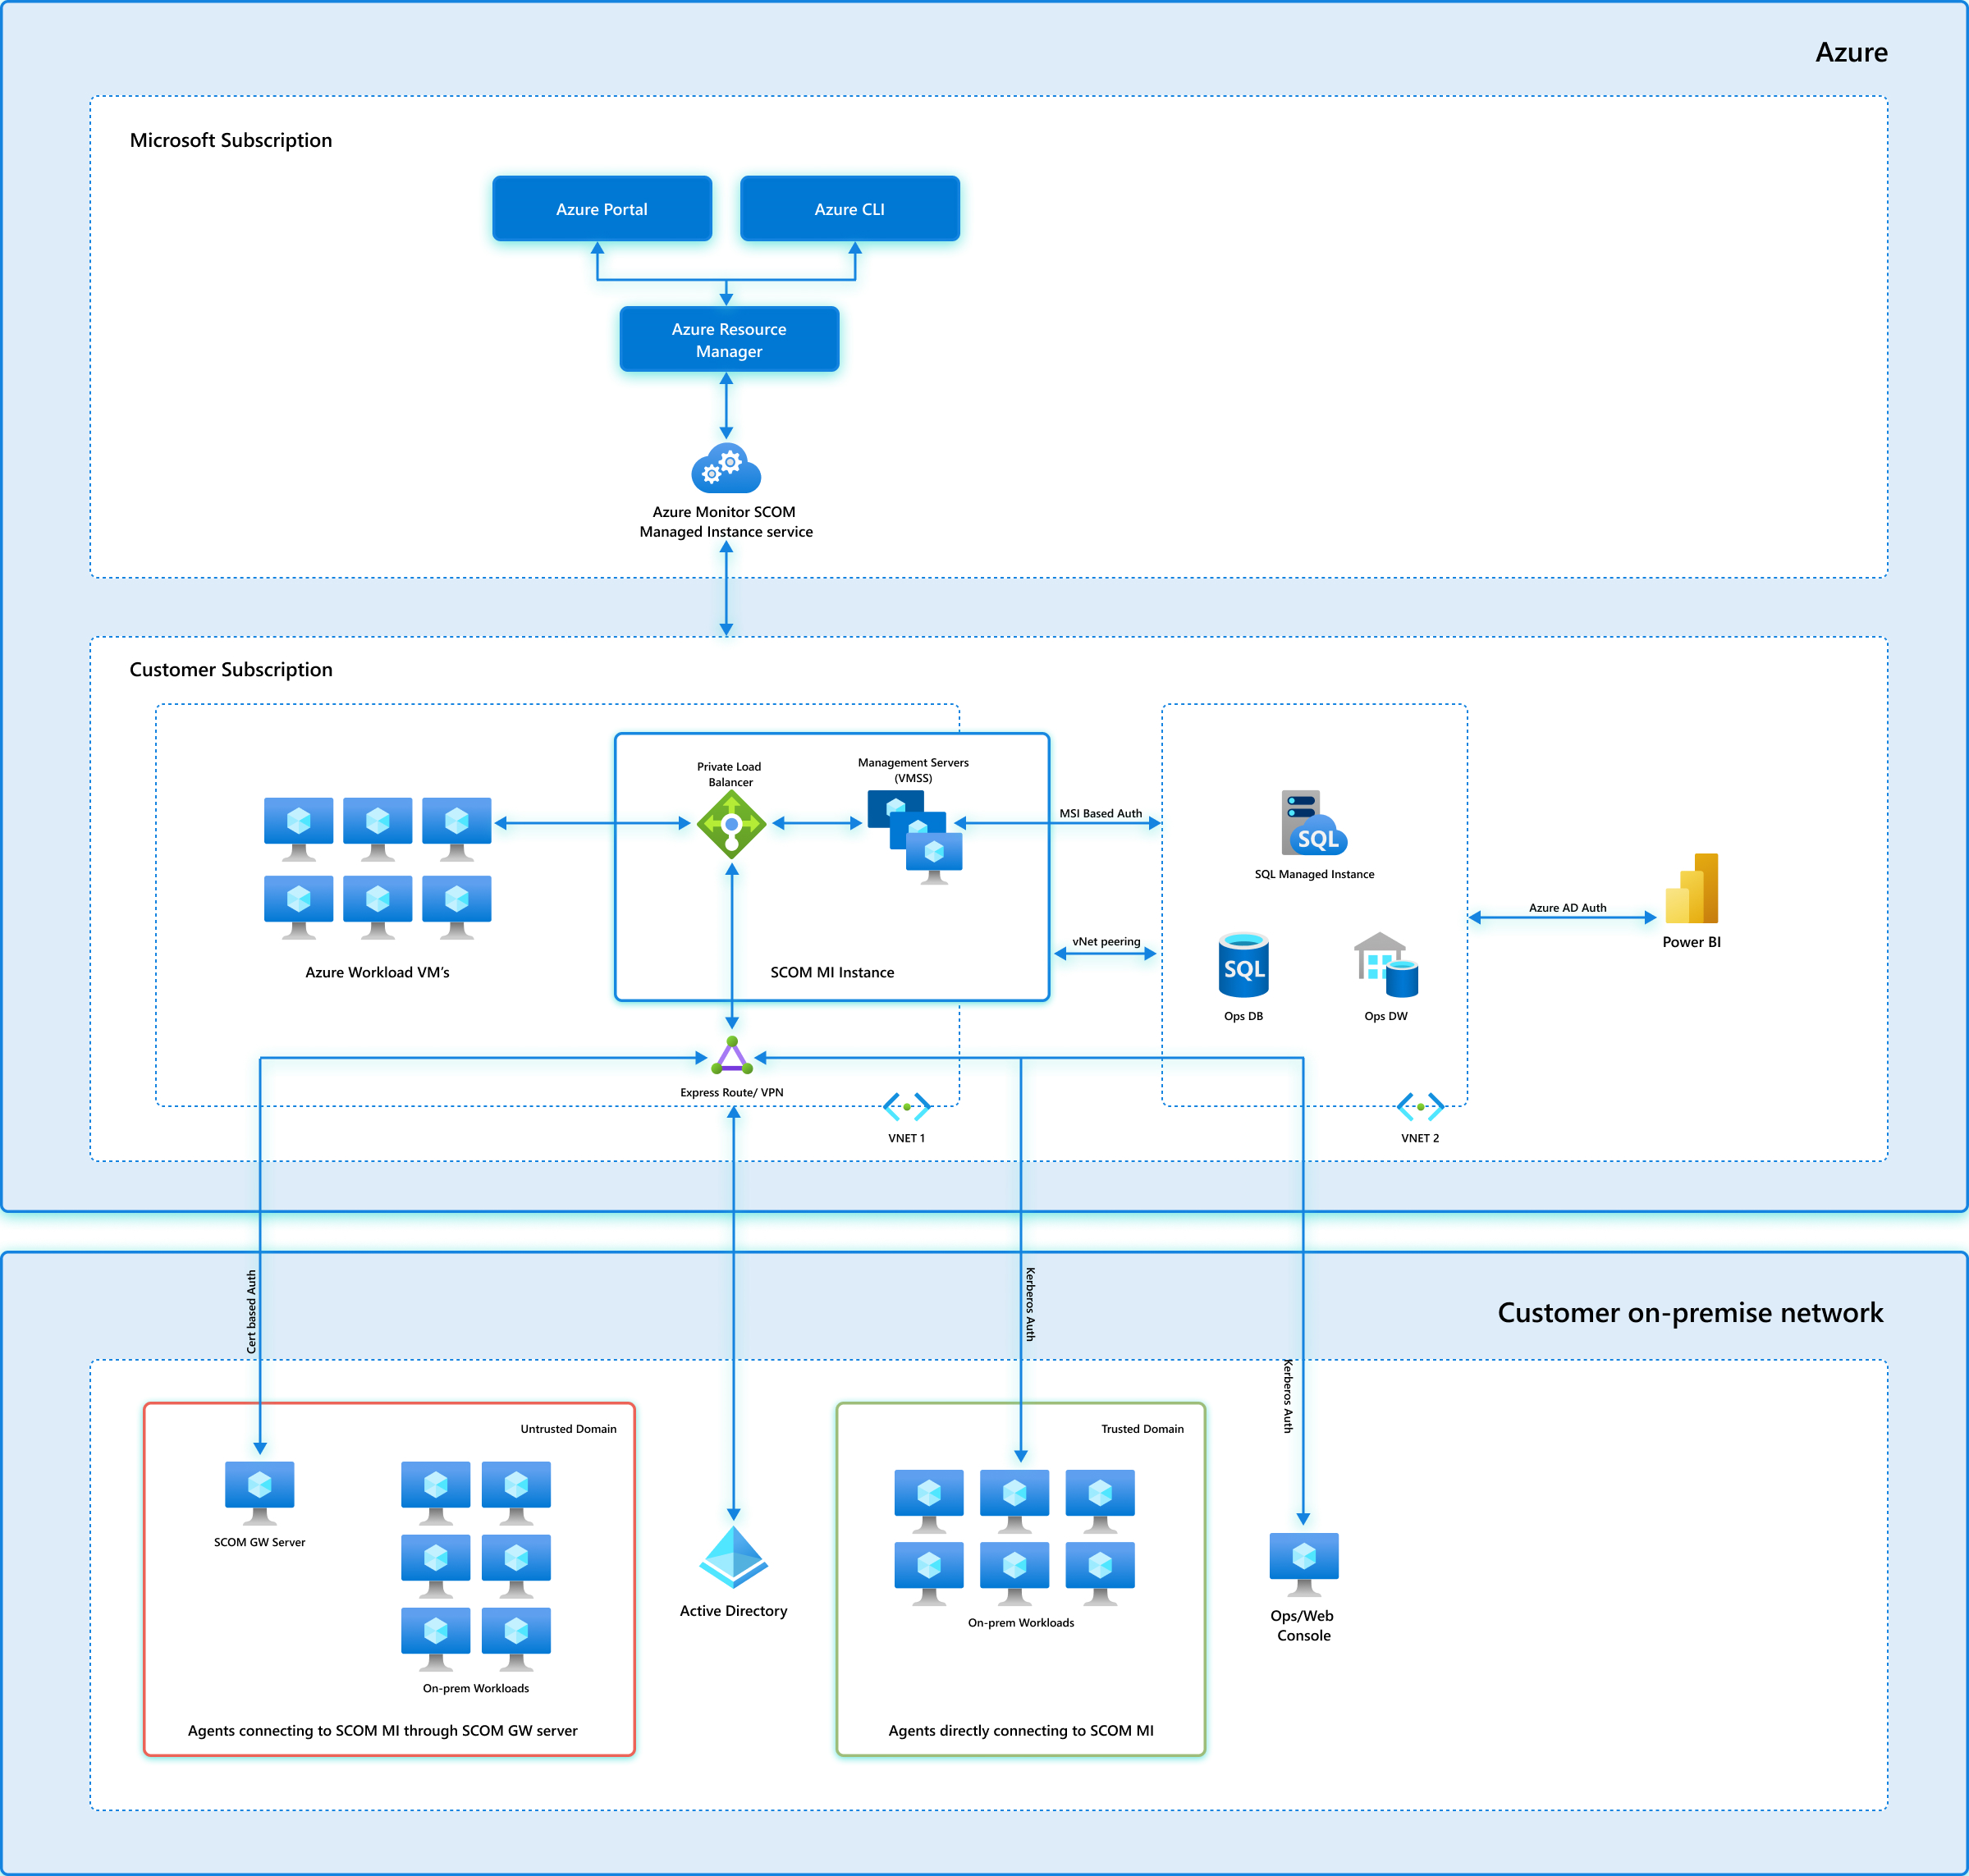 Azure
Microsoft Subscription
Azure Portal
Azure CLI
Azure Resource
Manager
Azure Monitor SCOM
Managed Instance service
Customer Subscription
Private Load
Balancer
Management Servers
(VMSS)
MSI Based Auth
SQL
SQL Managed Instance
Azure AD Auth
Power BI
vNet peering
SQL
Azure Workload VM's
SCOM MI Instance
Ops DB
Ops DW
Express Route/ VPN
VNET 1
VNET 2
Cert based Auth
Kerberos Auth
Kerberos Auth
Customer on-premise network
Untrusted Domain
Trusted Domain
SCOM GW Server
Active Directory
On-prem Workloads
Ops/Web
Console
On-prem Workloads
Agents connecting to SCOM MI through SCOM GW server
Agents directly connecting to SCOM MI